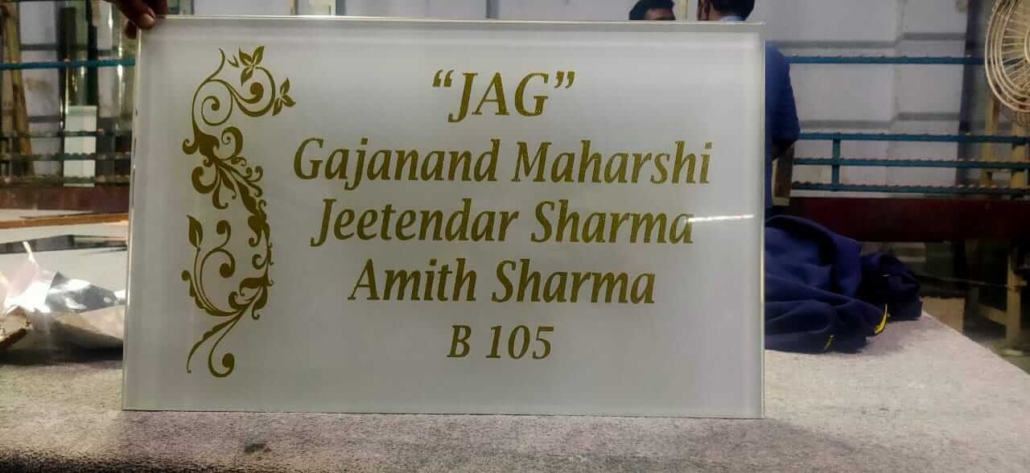 “JAG”
Gajanand Maharshi
Jeetendar Sharma
Amith Sharma
B 105